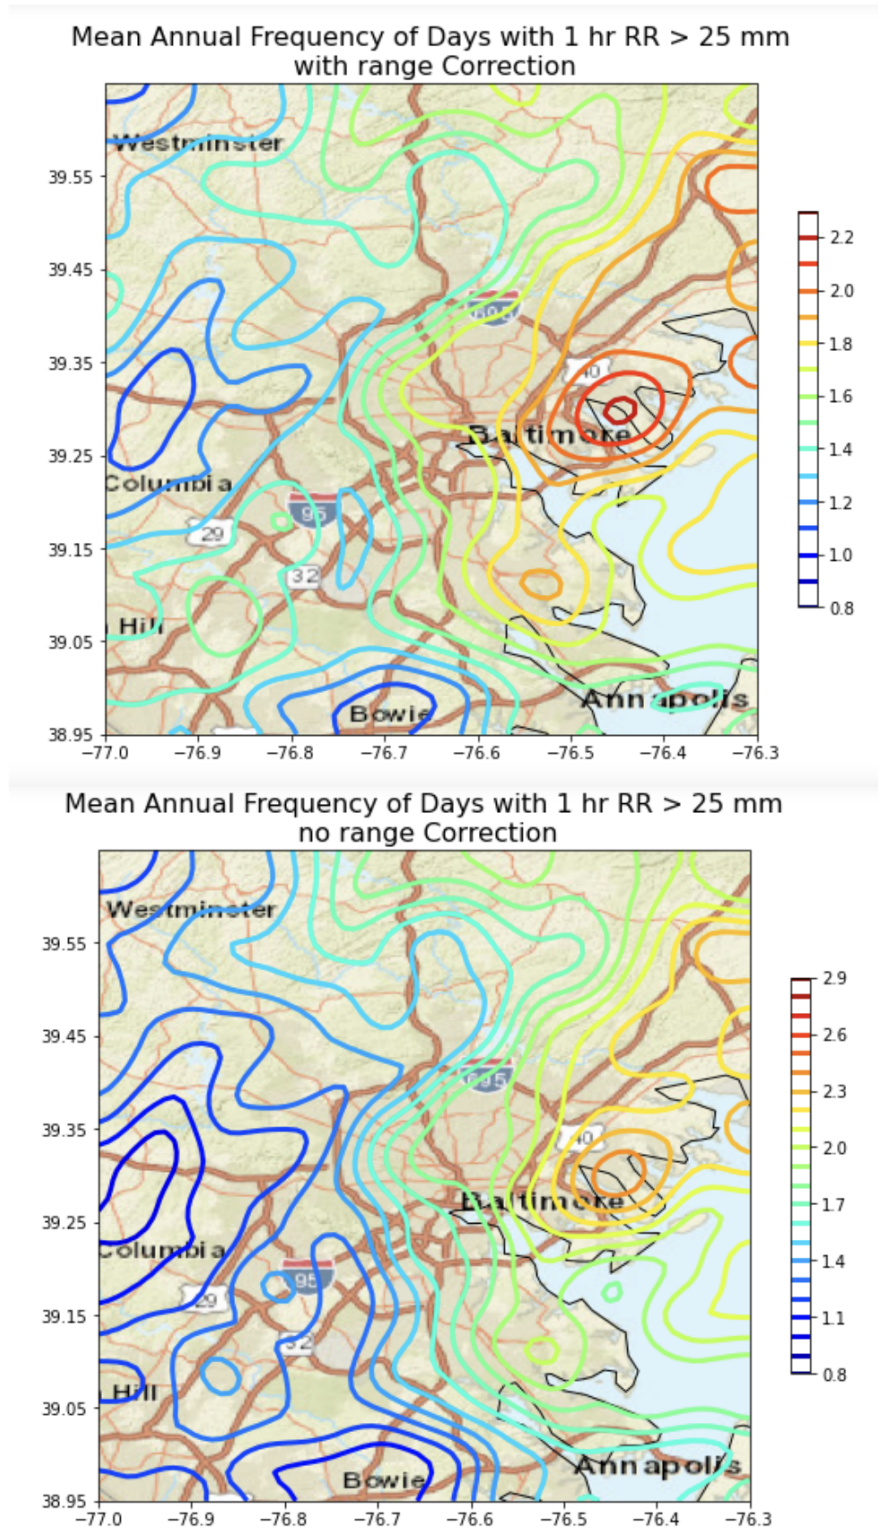 Mean Annual Frequency of Days with 1 hr RR > 25 mm
with range Correction
Westminster
39.55
39.45
39.35
39.25
39.15
39.05
38.95
695
40
Baltimore
Columbia
95
29
32
Hill
Annapolis
Bowie
−77.0 −76.9 −76.8 −76.7 −76.6 −76.5 −76.4 −76.3
2.2
2.0
1.8
1.6
1.4
1.2
1.0
0.8
Mean Annual Frequency of Days with 1 hr RR > 25 mm
no range Correction
Westminster
39.55
39.45
39.35
39.25
39.15
39.05
38.95
695
40
Baltimore
Columbia
95
29
32
Hill
Annapolis
Bowie
−77.0 −76.9 −76.8 −76.7 −76.6 −76.5 −76.4 −76.3
2.9
2.6
2.3
2.0
1.7
1.4
1.1
0.8